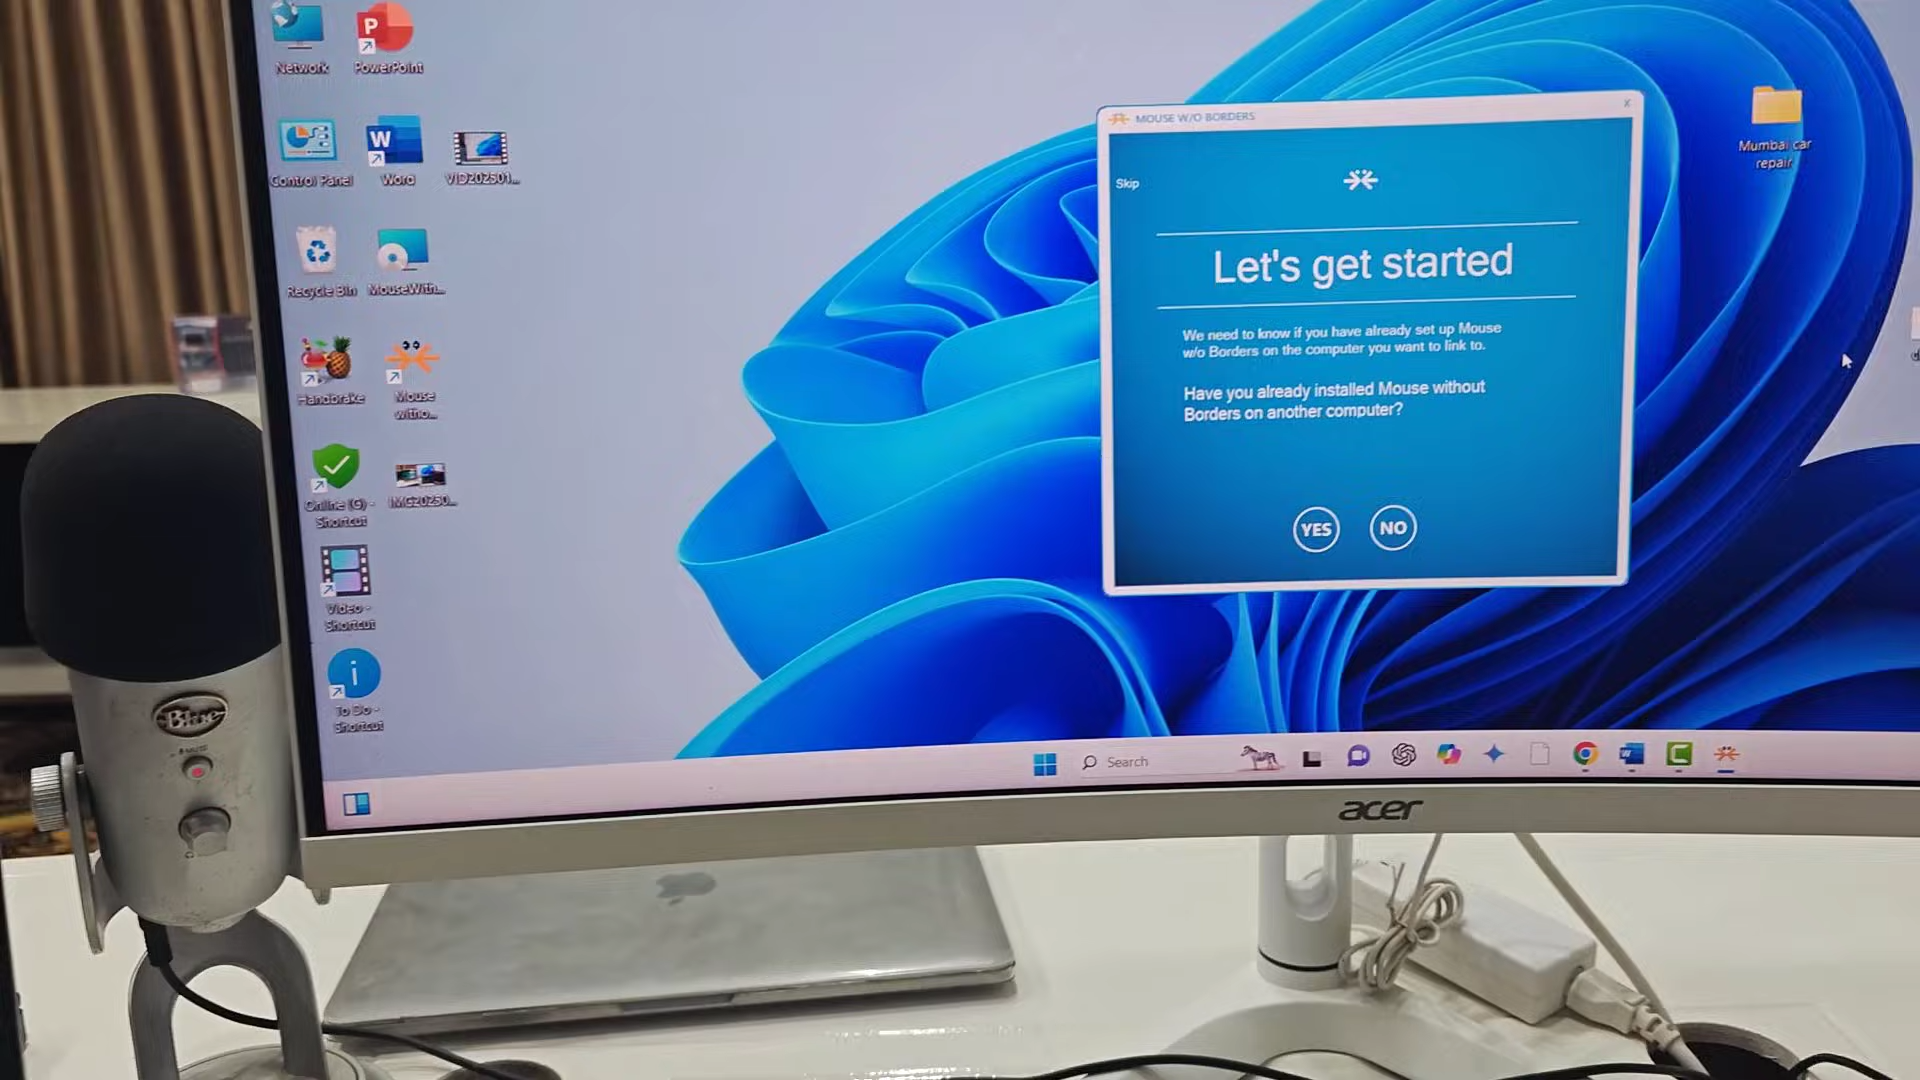 Network
PowerPoint
Control Panel
Word
VID202501...
Recycle Bin
MouseWith...
Handbrake
Mouse
witho...
Online (G) -
Shortcut
IMG20250...
Video -
Shortcut
To Do -
Shortcut
MOUSE W/O BORDERS
x
Skip
Let's get started
We need to know if you have already set up Mouse
w/o Borders on the computer you want to link to.
Have you already installed Mouse without
Borders on another computer?
YES
NO
Mumbai car
repair
Search
acer
Blue
MUTE